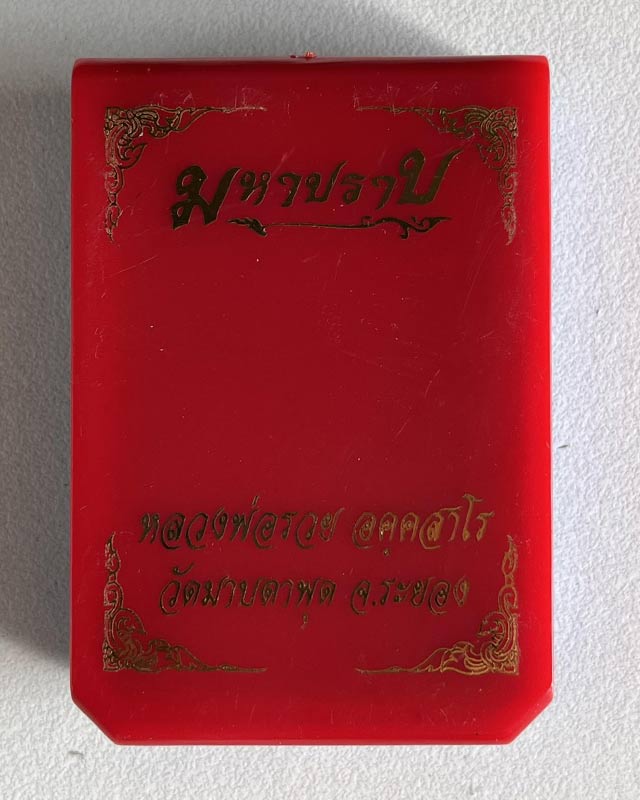 มหาปราบ
หลวงพ่อรวย อคฺคสาโร
วัดมาบตาพุด จ.ระยอง